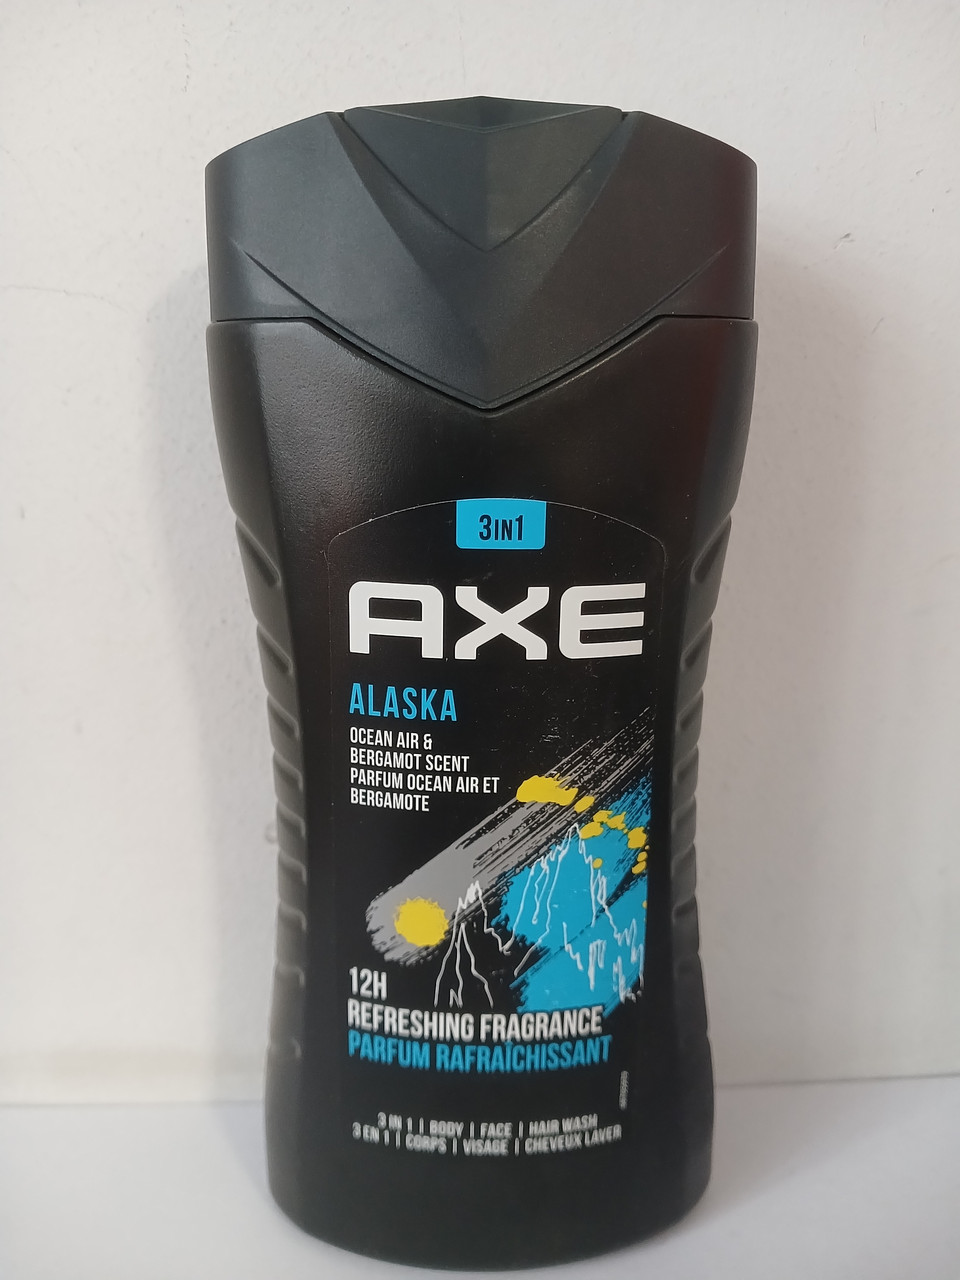 3IN1
AXE
ALASKA
OCEAN AIR &
BERGAMOT SCENT
PARFUM OCEAN AIR ET
BERGAMOTE
12H
REFRESHING FRAGRANCE
PARFUM RAFRAÎCHISSANT
3 IN 1 | BODY | FACE | HAIR WASH
3 EN 1 | CORPS | VISAGE | CHEVEUX LAVER